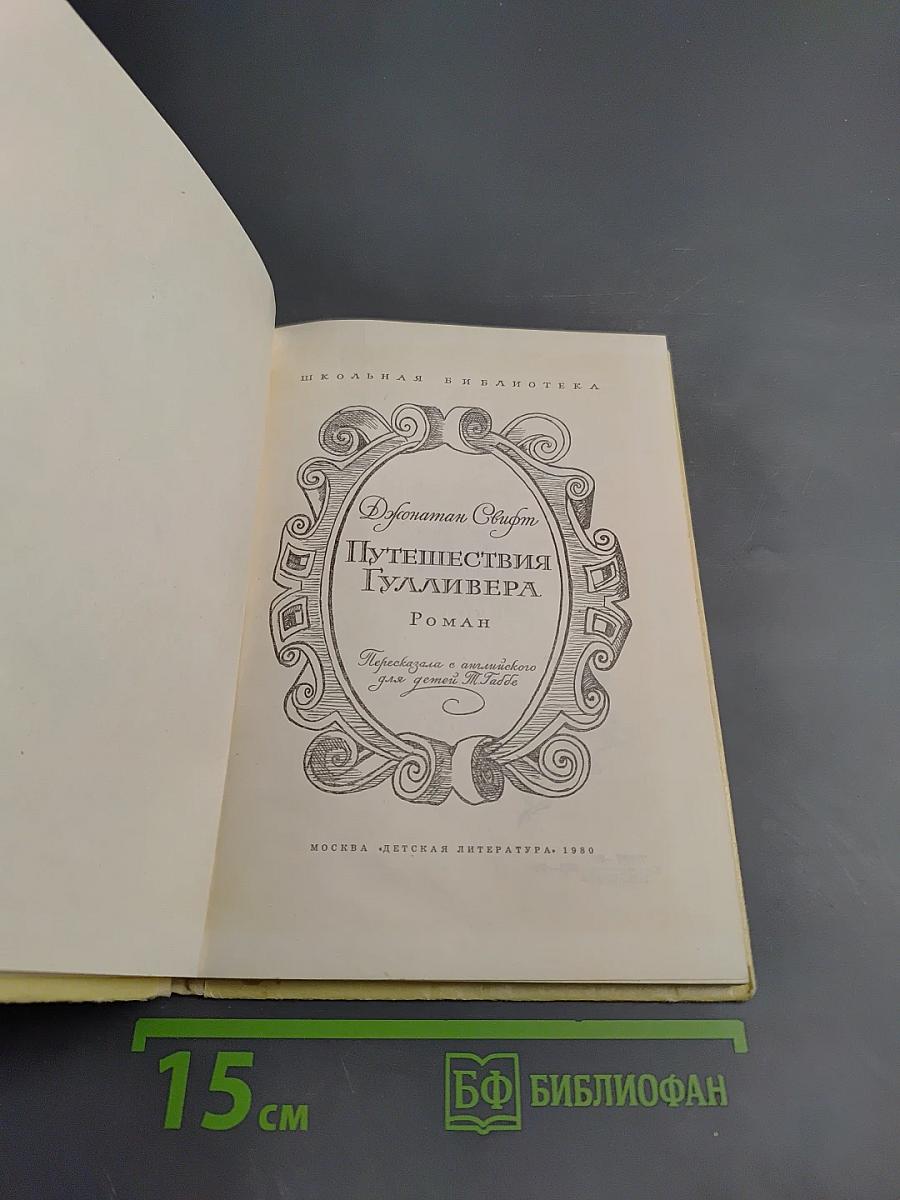 ШКОЛЬНАЯ БИБЛИОТЕКА
Джонатан Свифт
ПУТЕШЕСТВИЯ
ГУЛЛИВЕРА
РОМАН
Пересказала с английского
для детей Т. Габбе
МОСКВА «ДЕТСКАЯ ЛИТЕРАТУРА» 1980
15 см
БФ БИБЛИОФАН